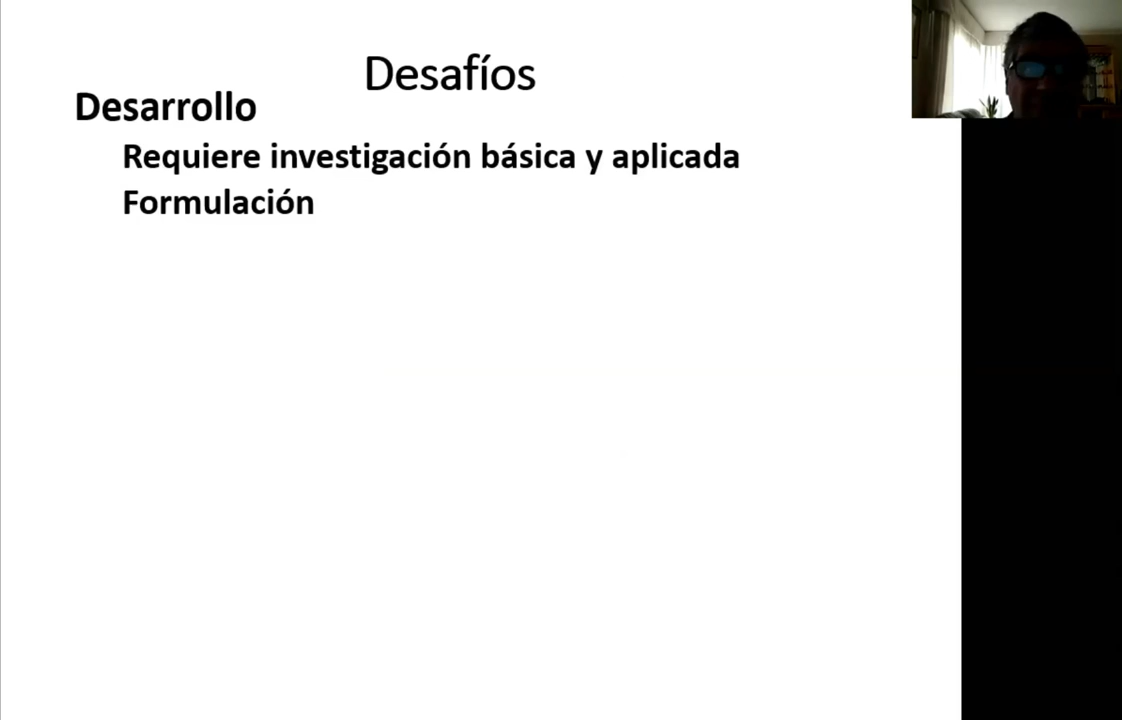 Desafíos
Desarrollo
Requiere investigación básica y aplicada
Formulación